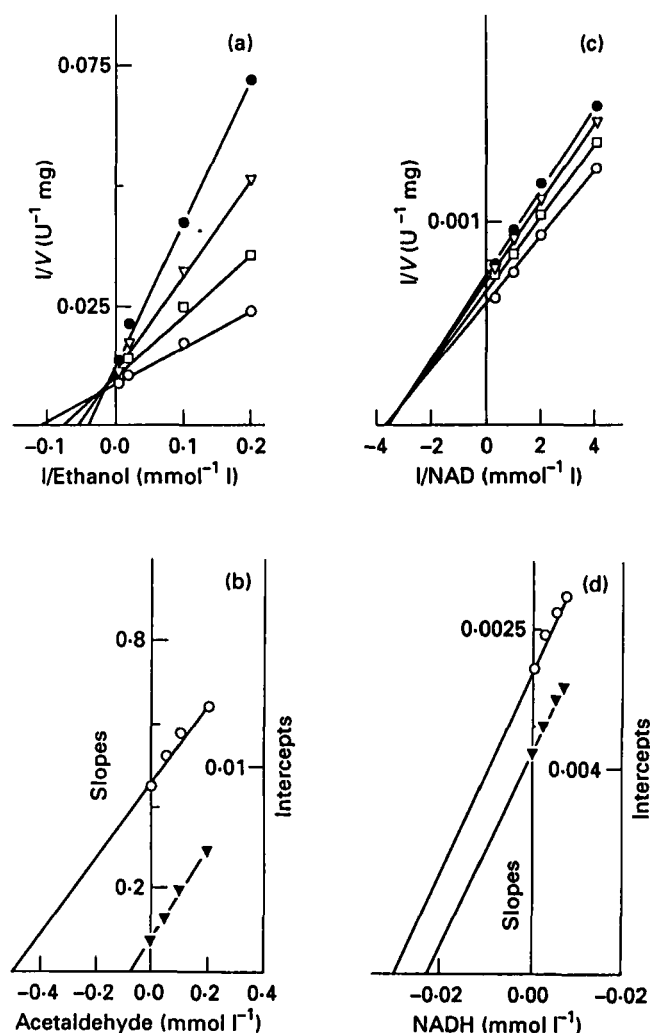 (a)
0·075
0·025
I/V (U⁻¹ mg)
−0.1 0.0 0.1 0.2
I/Ethanol (mmol⁻¹ l)
(c)
0·001
I/V (U⁻¹ mg)
−4 −2 0 2 4
I/NAD (mmol⁻¹ l)
(b)
0·8
0·2
Slopes
0·01
Intercepts
−0.4 −0.2 0.0 0.2 0.4
Acetaldehyde (mmol l⁻¹)
(d)
0·0025
0·004
Slopes
Intercepts
−0.02 0.00 −0.02
NADH (mmol l⁻¹)